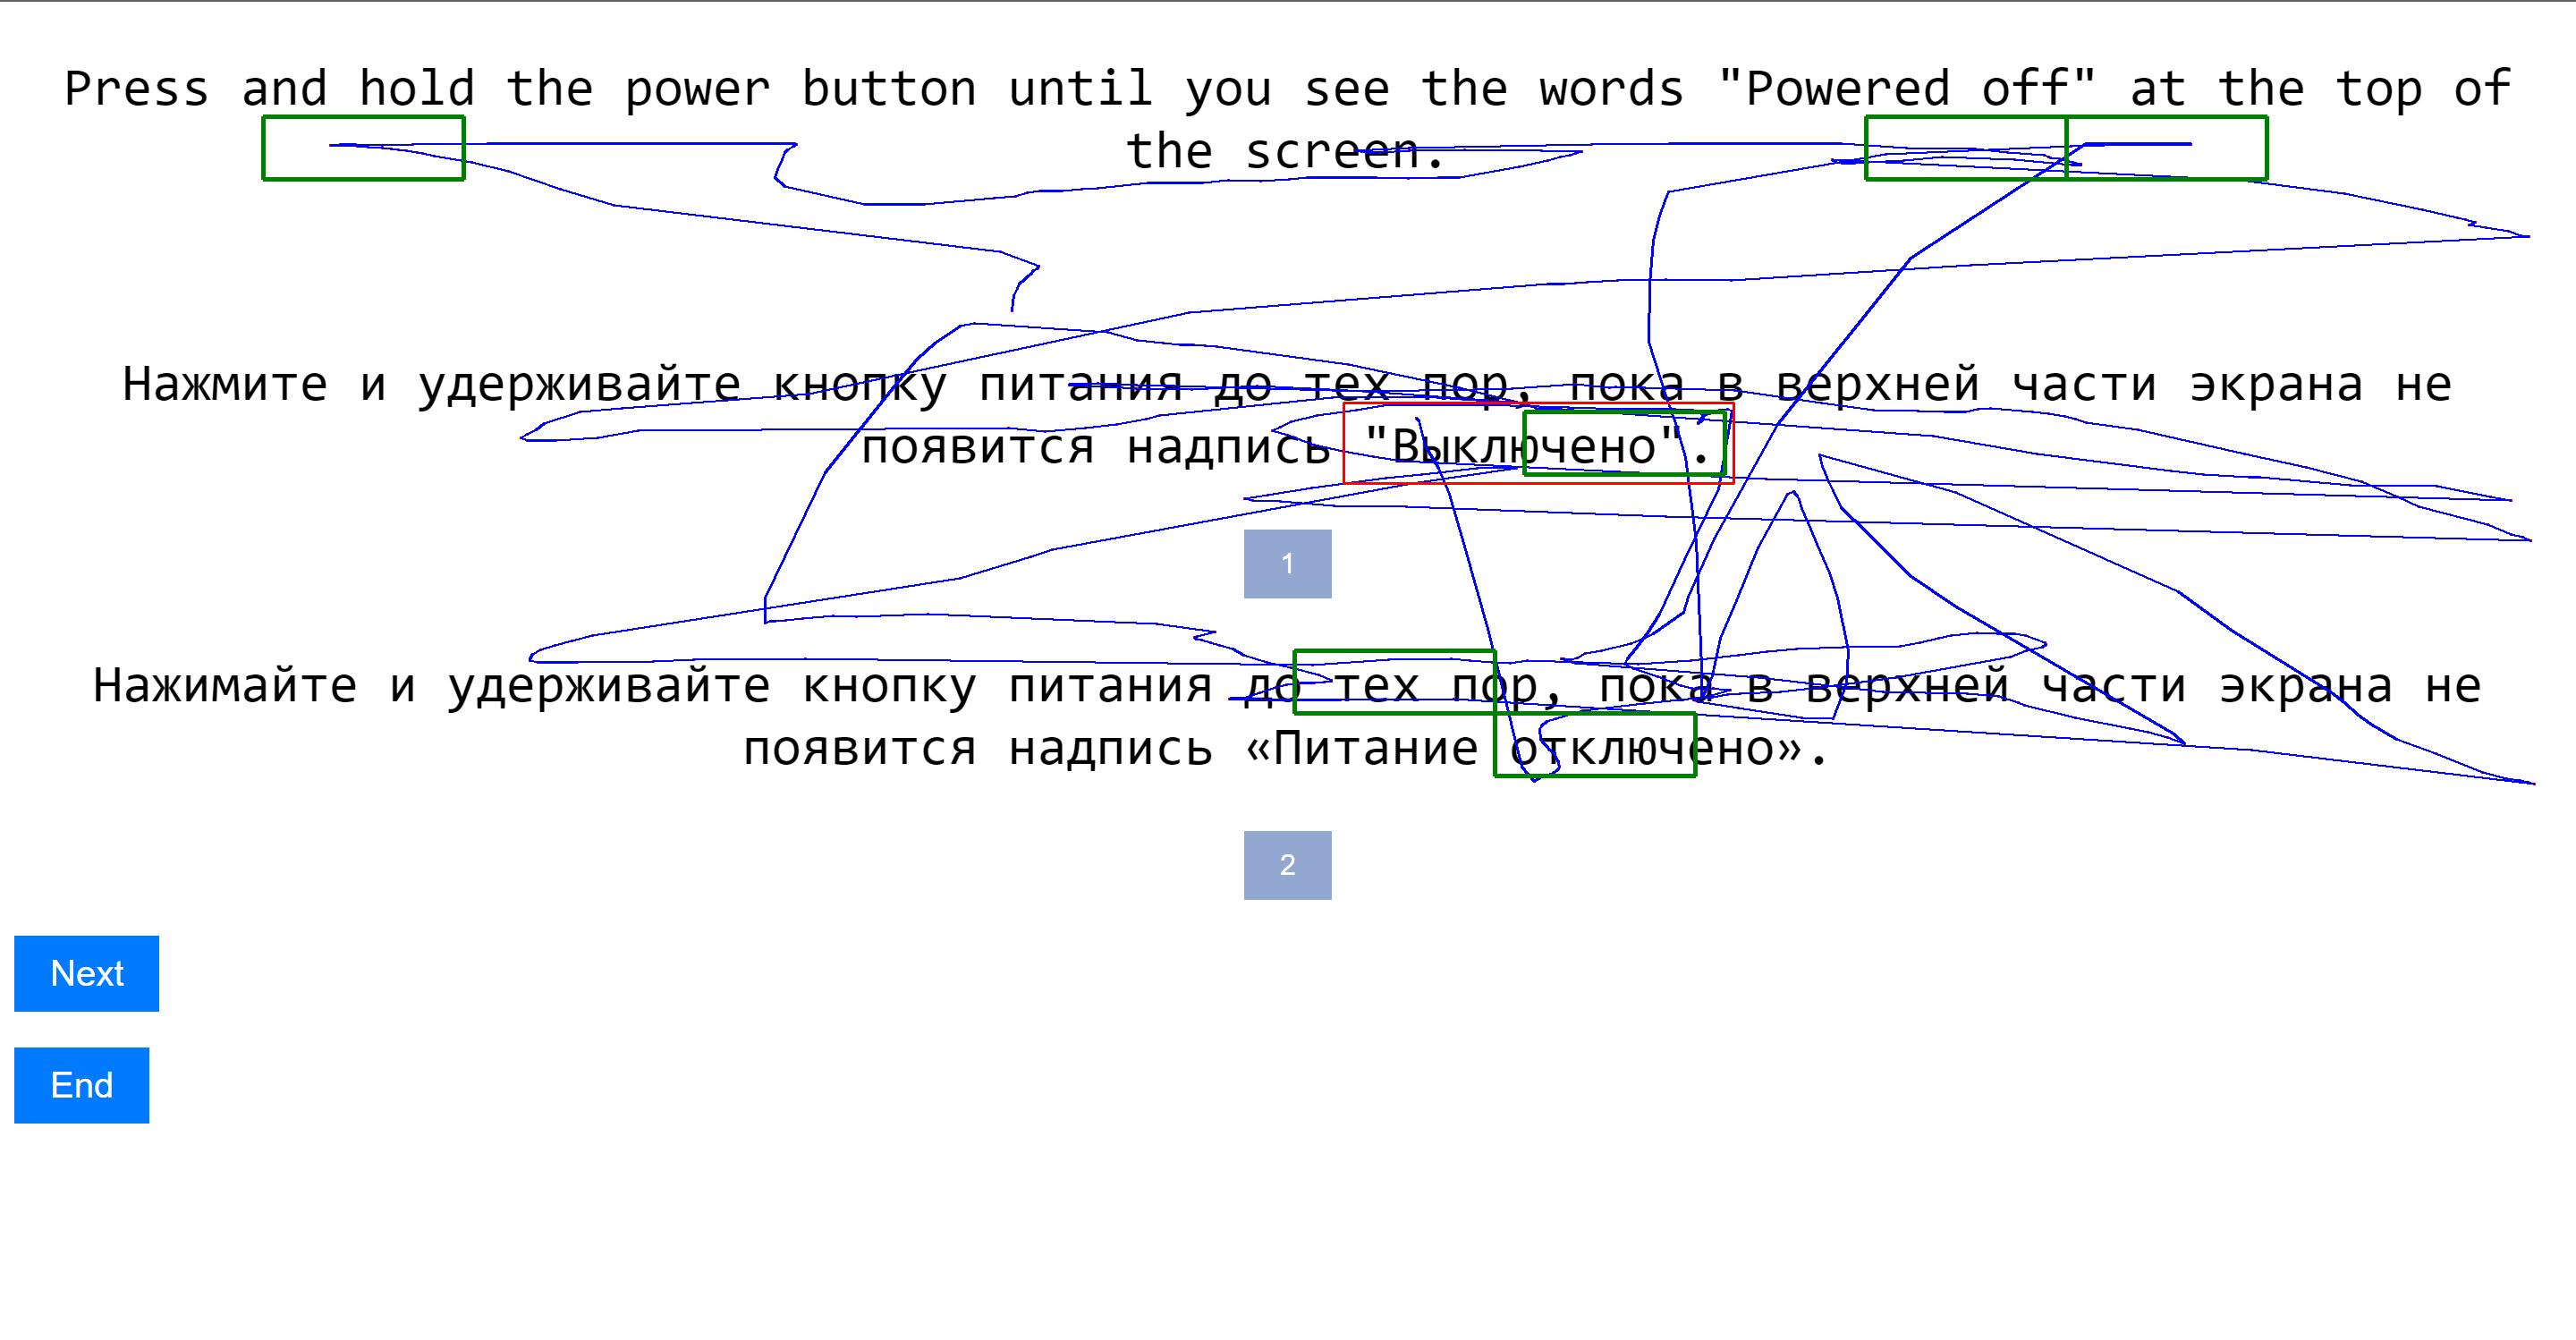 Press and hold the power button until you see the words "Powered off" at the top of
the screen.
Нажмите и удерживайте кнопку питания до тех пор, пока в верхней части экрана не
появится надпись "Выключено".
1
Нажимайте и удерживайте кнопку питания до тех пор, пока в верхней части экрана не
появится надпись «Питание отключено».
2
Next
End